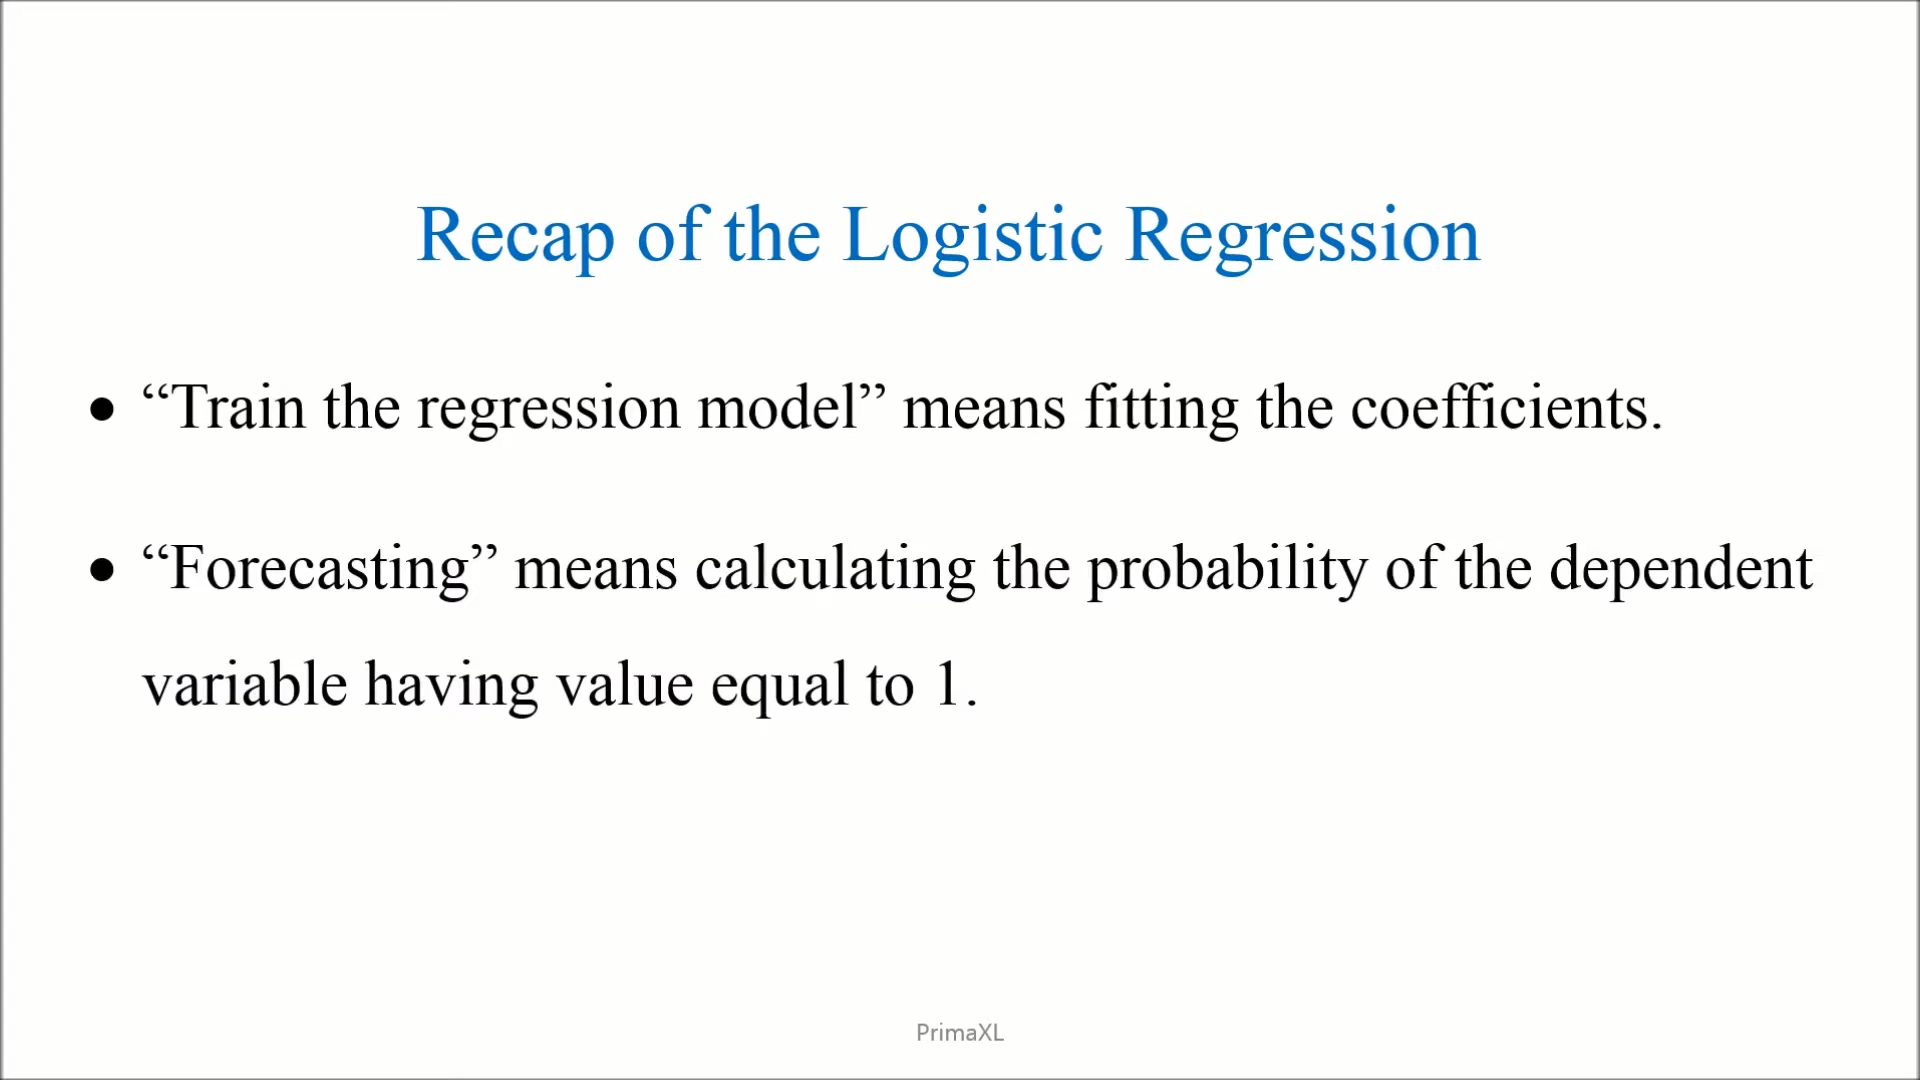 Recap of the Logistic Regression
• “Train the regression model” means fitting the coefficients.
• “Forecasting” means calculating the probability of the dependent
variable having value equal to 1.
PrimaXL